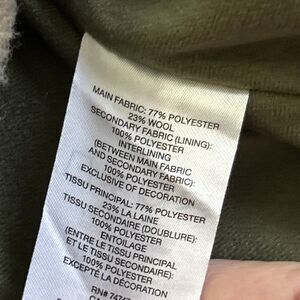 MAIN FABRIC: 77% POLYESTER
23% WOOL
SECONDARY FABRIC (LINING):
100% POLYESTER
INTERLINING
(BETWEEN MAIN FABRIC
AND SECONDARY FABRIC):
100% POLYESTER
EXCLUSIVE OF DECORATION
TISSU PRINCIPAL: 77% POLYESTER
23% LA LAINE
TISSU SECONDAIRE (DOUBLURE):
100% POLYESTER
ENTOILAGE
(ENTRE LE TISSU PRINCIPAL
ET LE TISSU SECONDAIRE):
100% POLYESTER
EXCEPTÉ LA DÉCORATION
RN# 7474